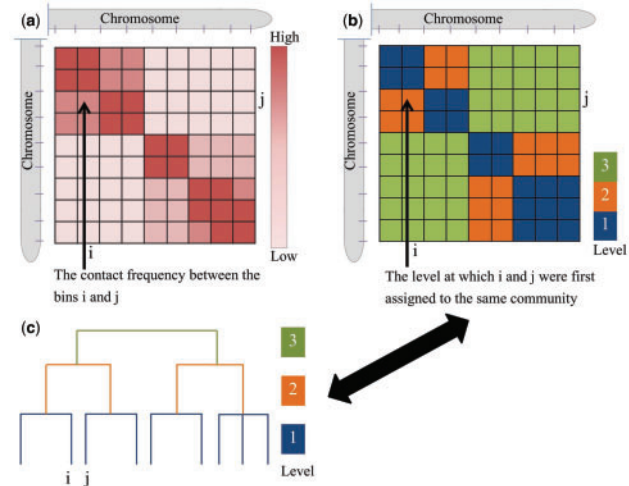 (a)
Chromosome
High
Chromosome
j
i
Low
The contact frequency between the
bins i and j
(b)
Chromosome
Chromosome
j
3
2
1
Level
i
The level at which i and j were first
assigned to the same community
(c)
3
2
1
i j
Level